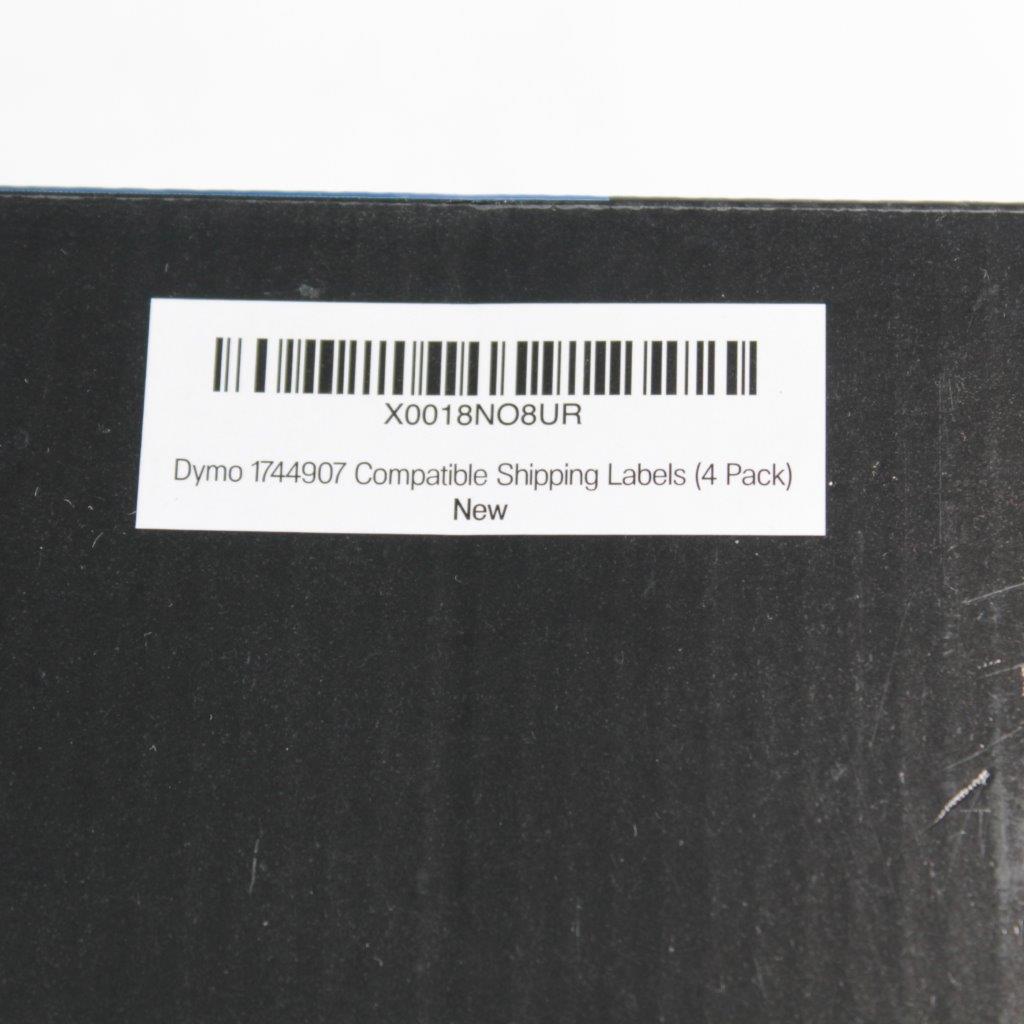 X0018NO8UR
Dymo 1744907 Compatible Shipping Labels (4 Pack)
New